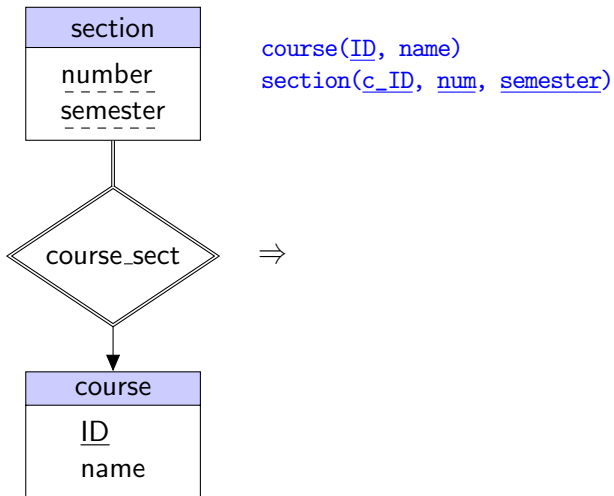 section
number
semester
course(ID, name)
section(c_ID, num, semester)
course_sect
⇒
course
ID
name